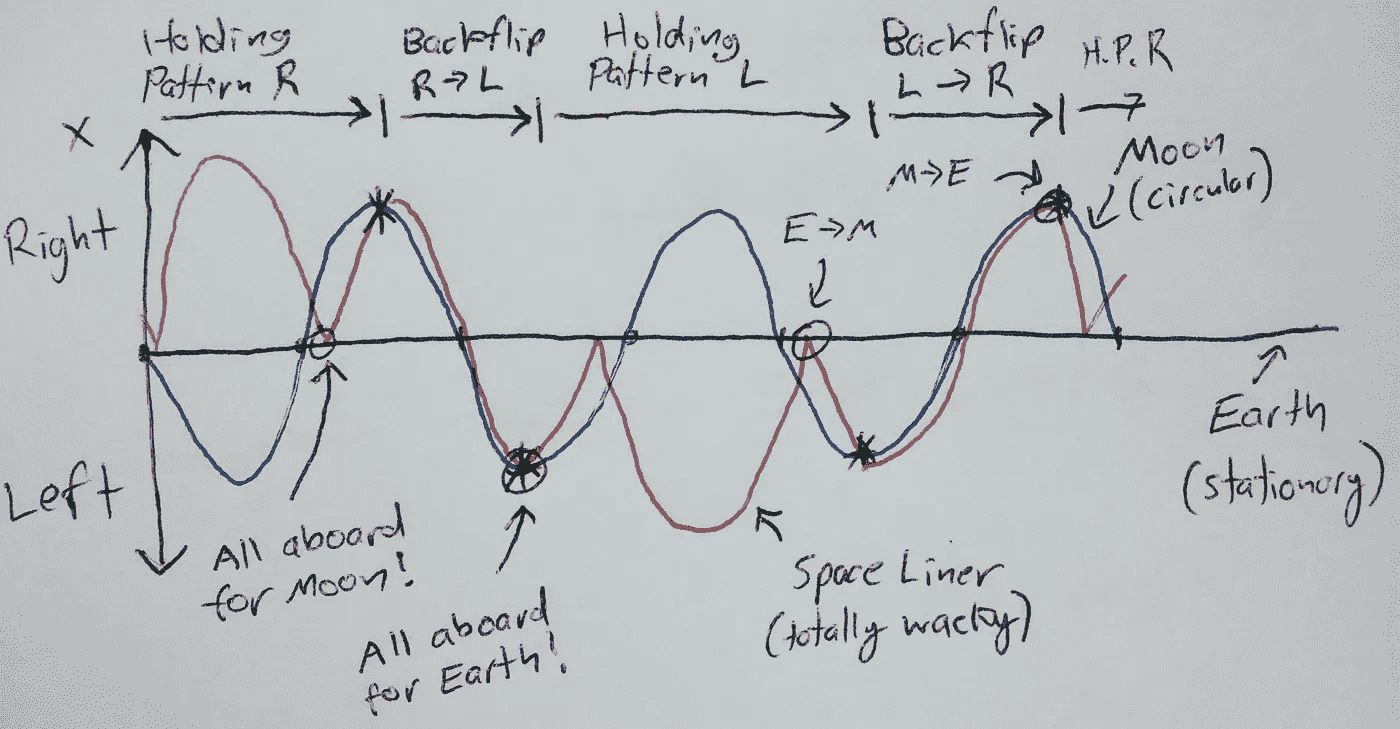 Holding
Pattern R
Backflip
R→L
Holding
Pattern L
Backflip
L→R
H.P.R
X
Right
Left
M→E
Moon
(circular)
E→M
Earth
(stationary)
All aboard
for Moon!
All aboard
for Earth!
Space Liner
(totally wacky)